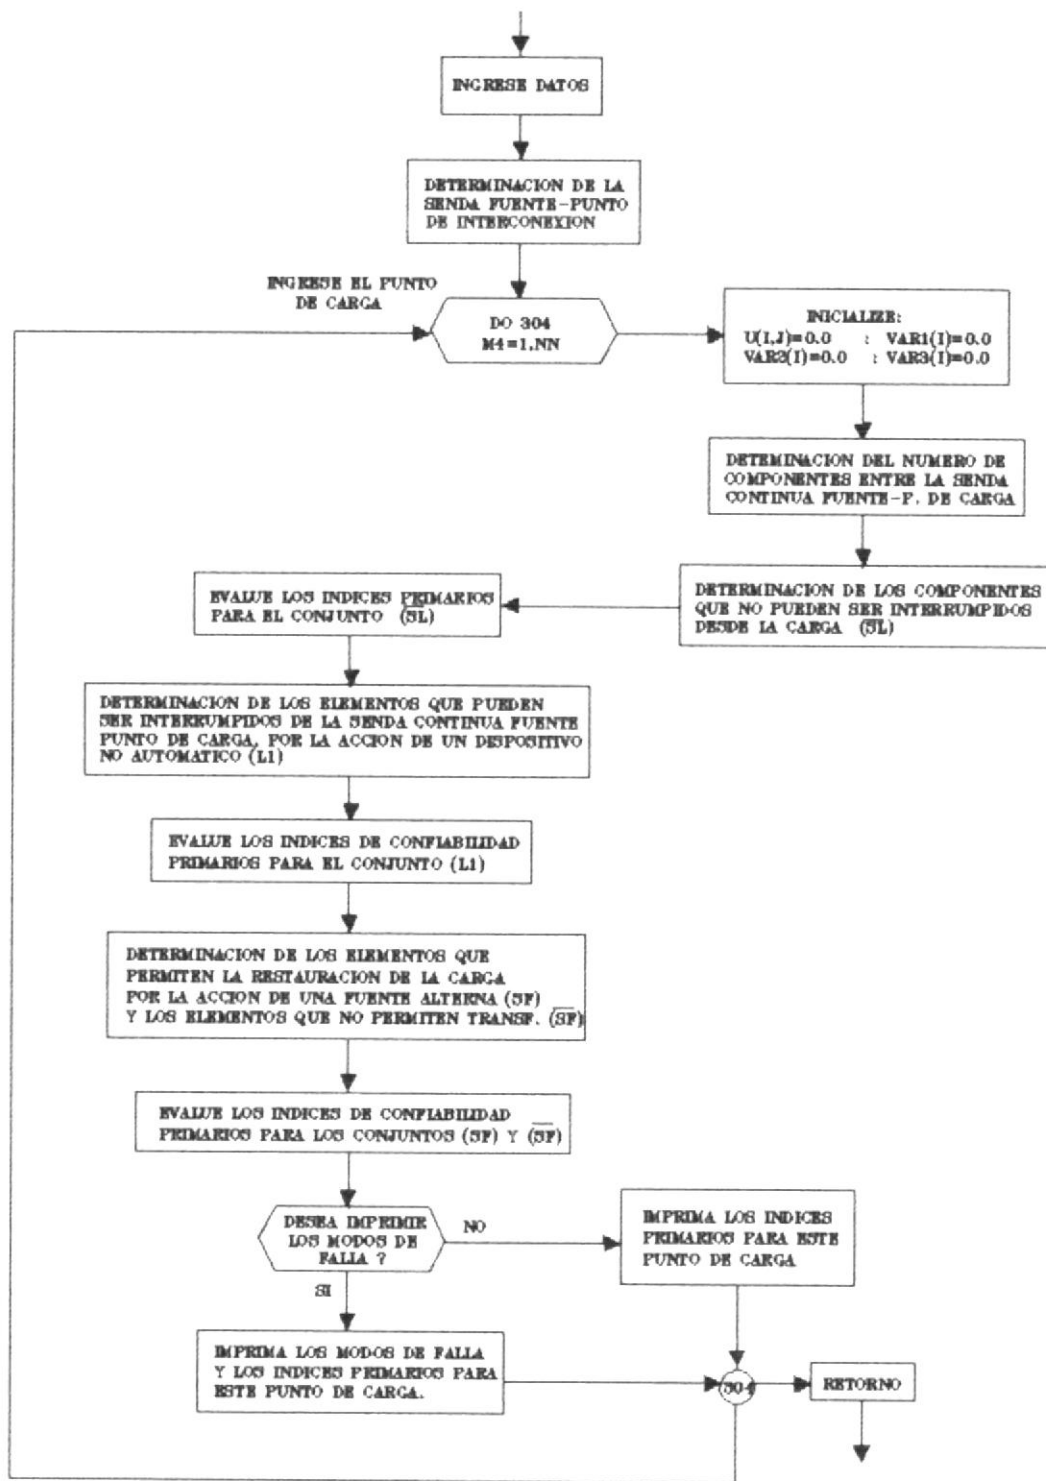 INGRESE DATOS
DETERMINACION DE LA
SENDA FUENTE-PUNTO
DE INTERCONEXION
INGRESE EL PUNTO
DE CARGA
DO 304
M4=1,NN
INICIALIZE:
U(I,J)=0.0 : VAR1(I)=0.0
VAR2(I)=0.0 : VAR3(I)=0.0
DETEMINACION DEL NUMERO DE
COMPONENTES ENTRE LA SENDA
CONTINUA FUENTE-P. DE CARGA
DETERMINACION DE LOS COMPONENTES
QUE NO PUEDEN SER INTERRUMPIDOS
DESDE LA CARGA (S̅L̅)
EVALUE LOS INDICES PRIMARIOS
PARA EL CONJUNTO (S̅L̅)
DETERMINACION DE LOS ELEMENTOS QUE PUEDEN
SER INTERRUMPIDOS DE LA SENDA CONTINUA FUENTE
PUNTO DE CARGA, POR LA ACCION DE UN DESPOSITIVO
NO AUTOMATICO (L1)
EVALUE LOS INDICES DE CONFIABILIDAD
PRIMARIOS PARA EL CONJUNTO (L1)
DETERMINACION DE LOS ELEMENTOS QUE
PERMITEN LA RESTAURACION DE LA CARGA
POR LA ACCION DE UNA FUENTE ALTERNA (SF)
Y LOS ELEMENTOS QUE NO PERMITEN TRANSF. (S̅F̅)
EVALUE LOS INDICES DE CONFIABILIDAD
PRIMARIOS PARA LOS CONJUNTOS (SF) Y (S̅F̅)
DESEA IMPRIMIR
LOS MODOS DE
FALLA ?
NO
SI
IMPRIMA LOS INDICES
PRIMARIOS PARA ESTE
PUNTO DE CARGA
IMPRIMA LOS MODOS DE FALLA
Y LOS INDICES PRIMARIOS PARA
ESTE PUNTO DE CARGA.
304
RETORNO